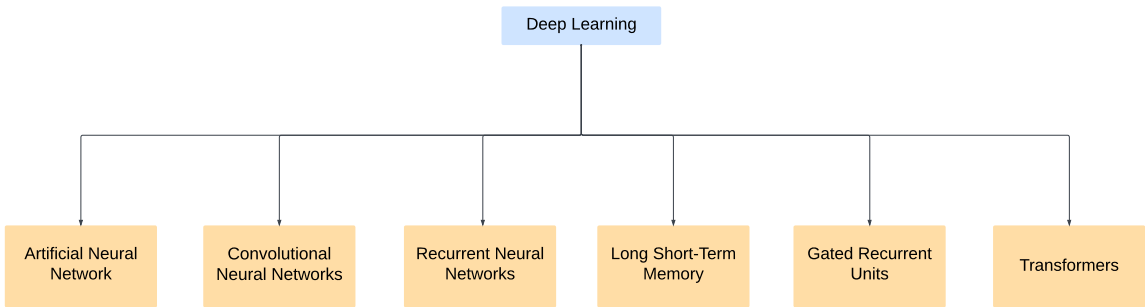 Deep Learning
Artificial Neural
Network
Convolutional
Neural Networks
Recurrent Neural
Networks
Long Short-Term
Memory
Gated Recurrent
Units
Transformers